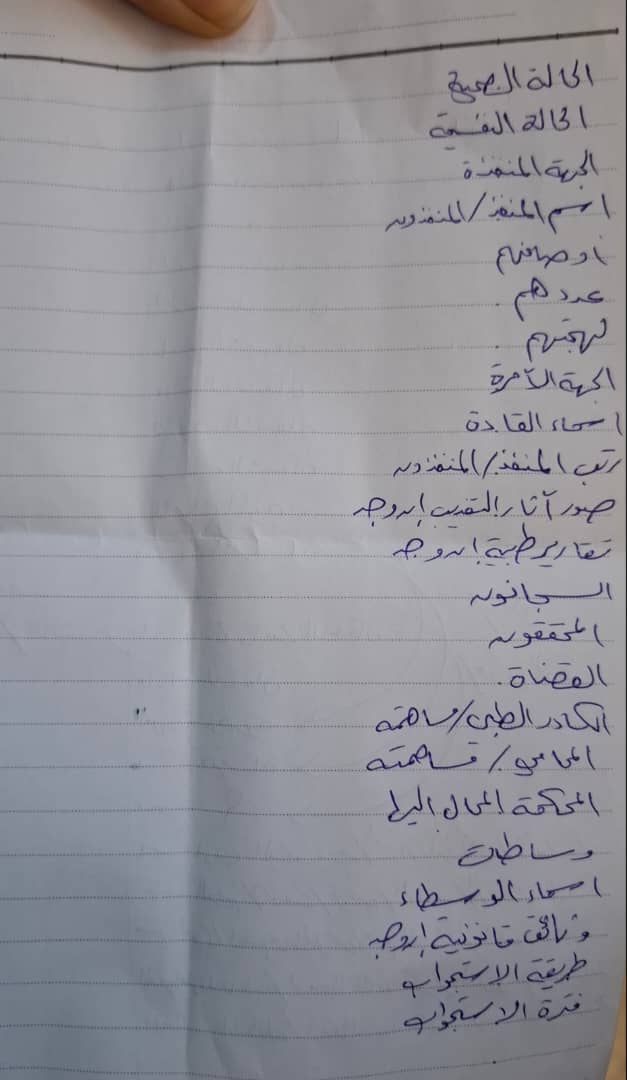 الحالة الصحية
الحالة النفسية
الجهة المنفذة
اسم المنفذ/المنفذون
أوصافهم
عددهم.
لهجتهم.
الجهة الآمرة
اسماء القادة
رتب المنفذ/المنفذون
صور آثار التعذيب إن وجد
تقارير طبية إن وجد
السجانون
المحققون
القضاة.
الكادر الطبي/مساهمة
المحامي/مساهمته
المحكمة المحال اليها
وساطات
اسماء الوسطاء
وثائق قانونية إن وجد
طريقة الاستجواب
فترة الاستجواب